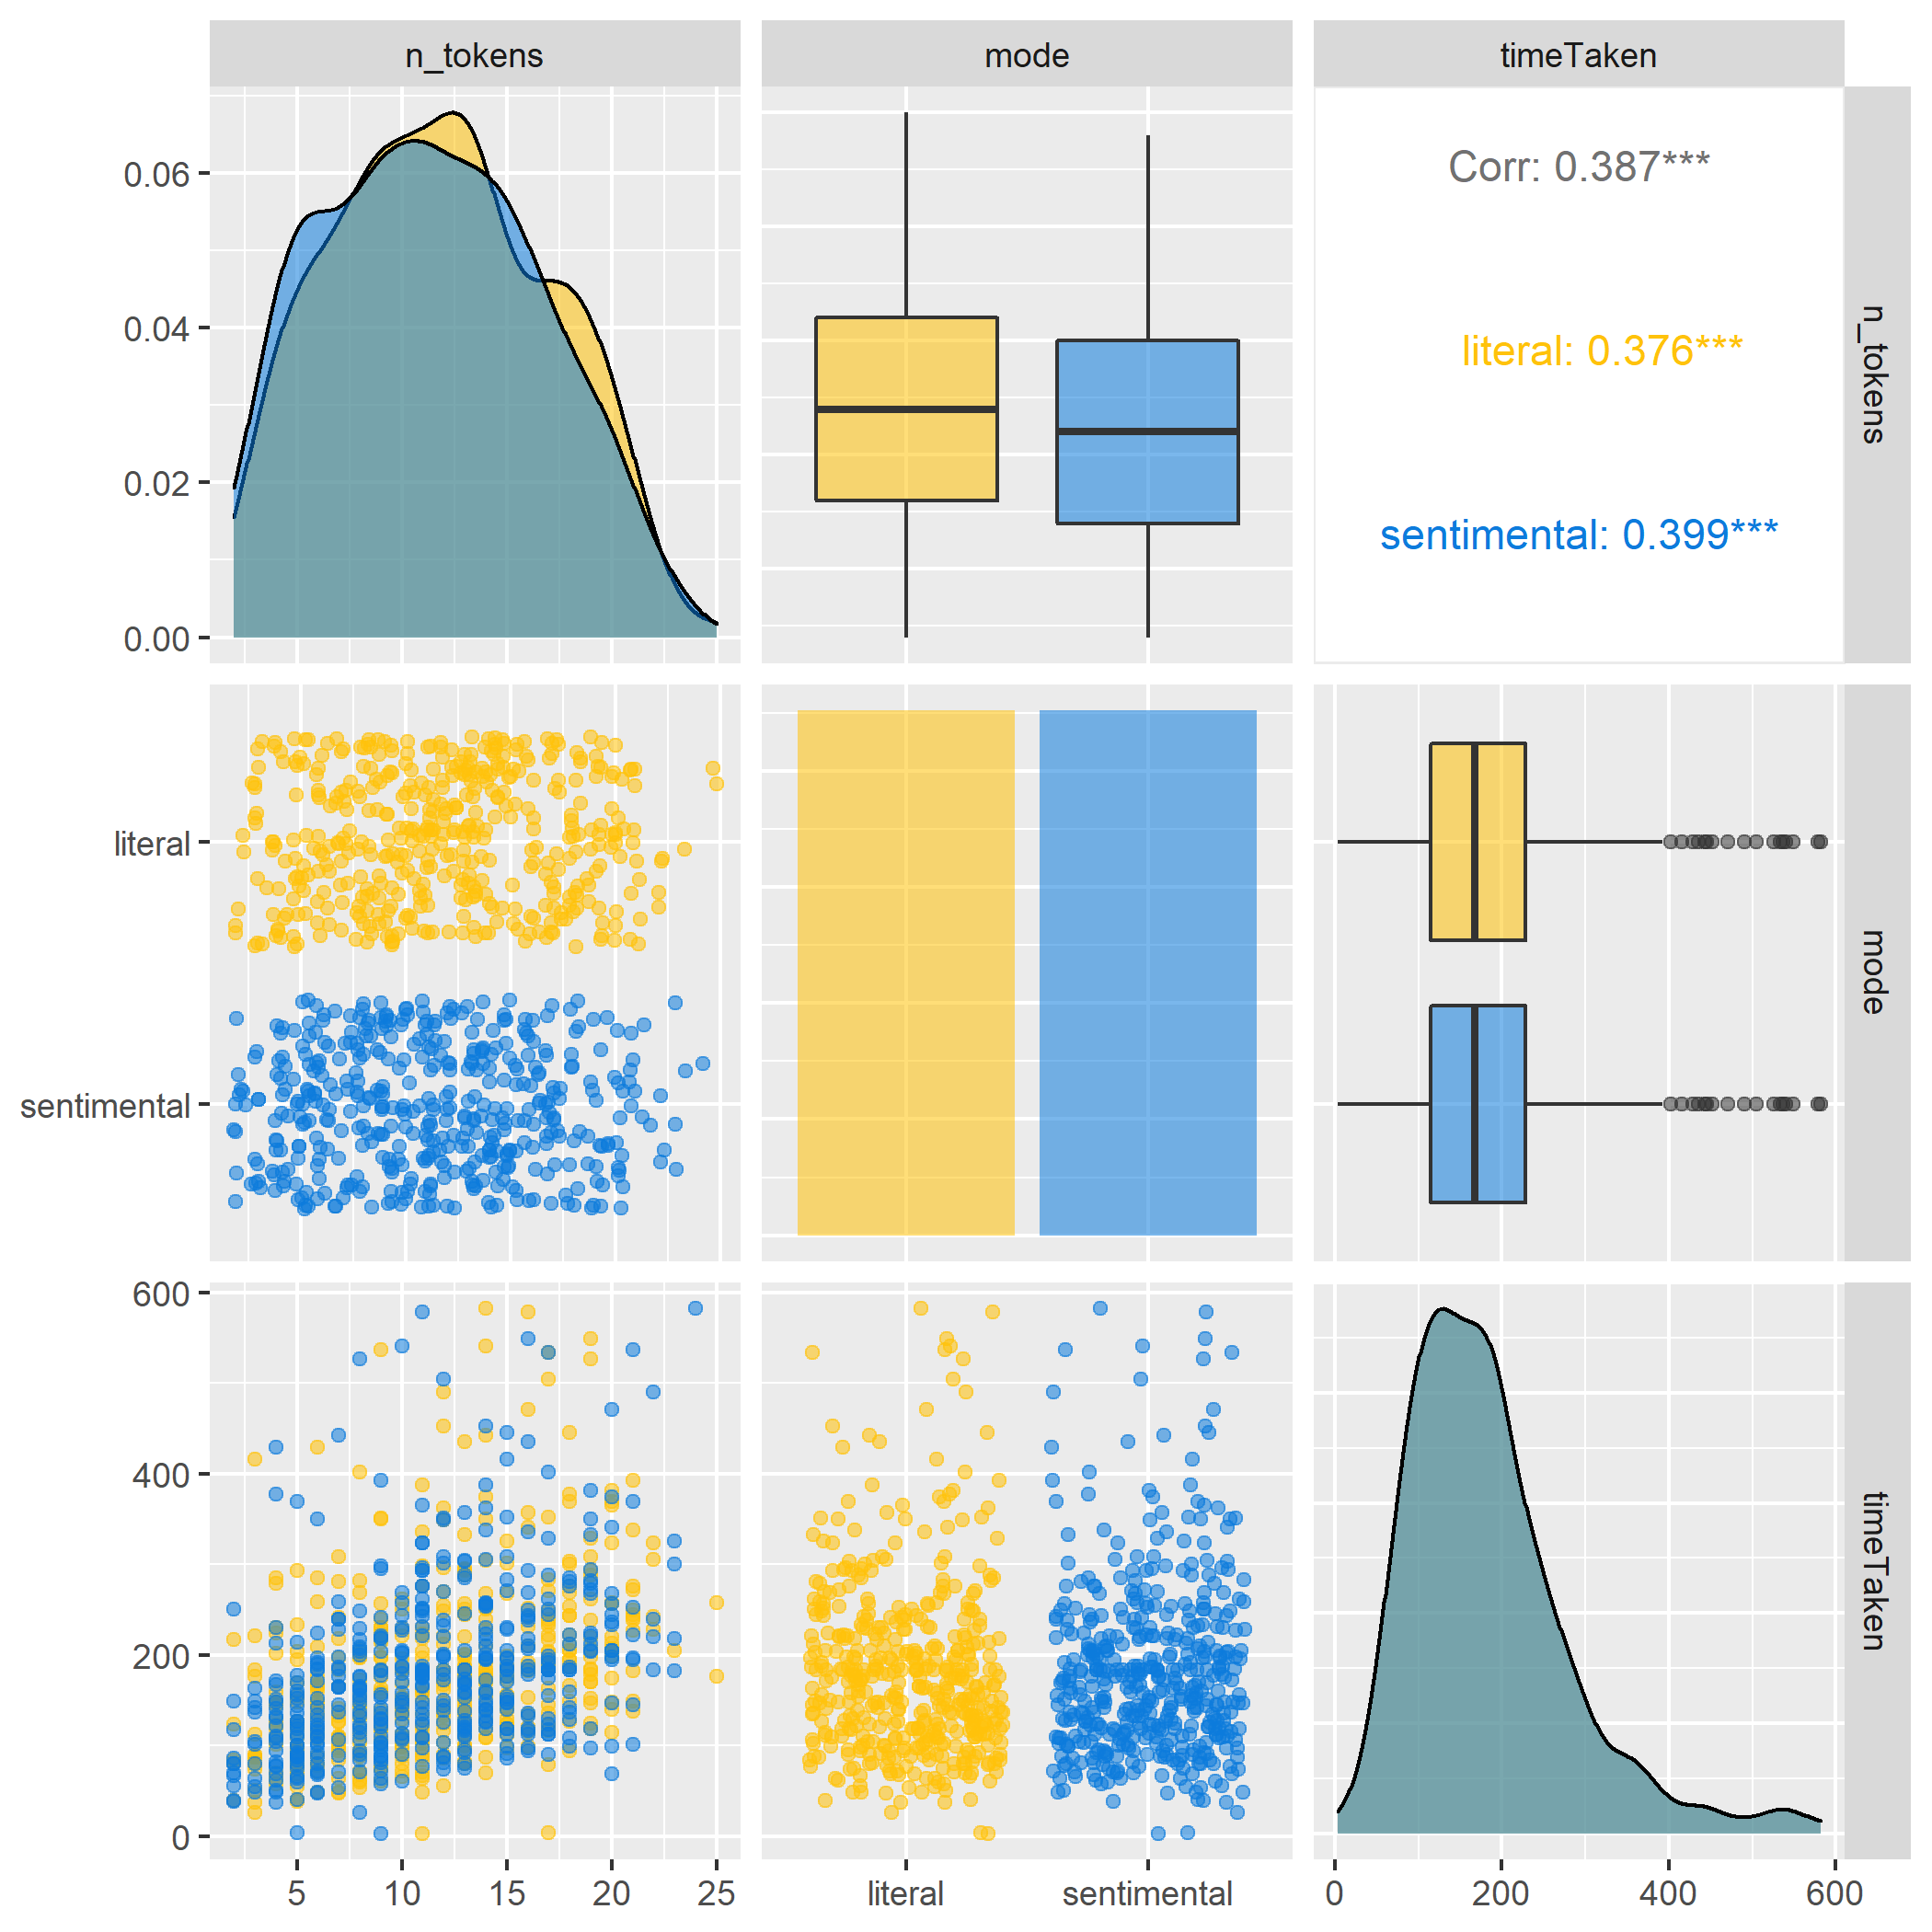 n_tokens
mode
timeTaken
0.06
0.04
0.02
0.00
Corr: 0.387***
literal: 0.376***
sentimental: 0.399***
n_tokens
literal
sentimental
mode
600
400
200
0
timeTaken
5 10 15 20 25
literal sentimental
0 200 400 600